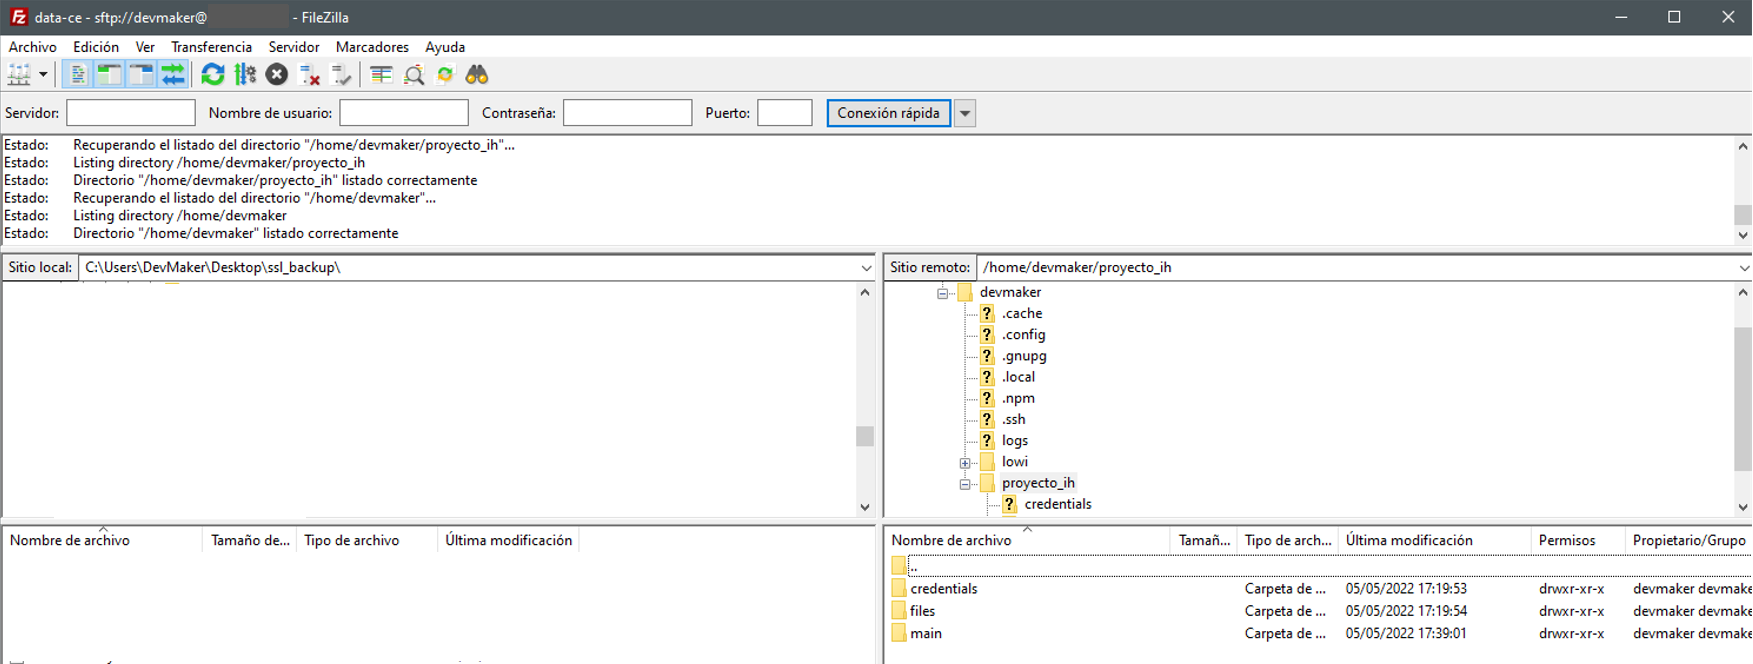 data-ce - sftp://devmaker@ - FileZilla
Archivo Edición Ver Transferencia Servidor Marcadores Ayuda
Servidor: Nombre de usuario: Contraseña: Puerto: Conexión rápida
Estado: Recuperando el listado del directorio "/home/devmaker/proyecto_ih"...
Estado: Listing directory /home/devmaker/proyecto_ih
Estado: Directorio "/home/devmaker/proyecto_ih" listado correctamente
Estado: Recuperando el listado del directorio "/home/devmaker"...
Estado: Listing directory /home/devmaker
Estado: Directorio "/home/devmaker" listado correctamente
Sitio local: C:\Users\DevMaker\Desktop\ssl_backup\
Sitio remoto: /home/devmaker/proyecto_ih
devmaker
.cache
.config
.gnupg
.local
.npm
.ssh
logs
lowi
proyecto_ih
credentials
Nombre de archivo Tamaño de... Tipo de archivo Última modificación
Nombre de archivo Tamañ... Tipo de arch... Última modificación Permisos Propietario/Grupo
..
credentials Carpeta de ... 05/05/2022 17:19:53 drwxr-xr-x devmaker devmake
files Carpeta de ... 05/05/2022 17:19:54 drwxr-xr-x devmaker devmake
main Carpeta de ... 05/05/2022 17:39:01 drwxr-xr-x devmaker devmake